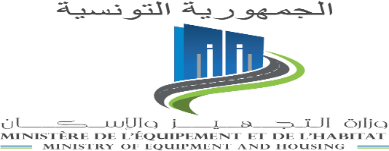 الجمهورية التونسية
وزارة التجهيز والإسكان
MINISTÈRE DE L'ÉQUIPEMENT ET DE L'HABITAT
MINISTRY OF EQUIPMENT AND HOUSING